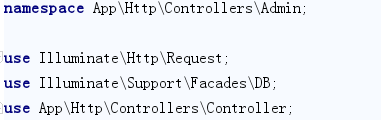 namespace App\Http\Controllers\Admin;
use Illuminate\Http\Request;
use Illuminate\Support\Facades\DB;
use App\Http\Controllers\Controller;